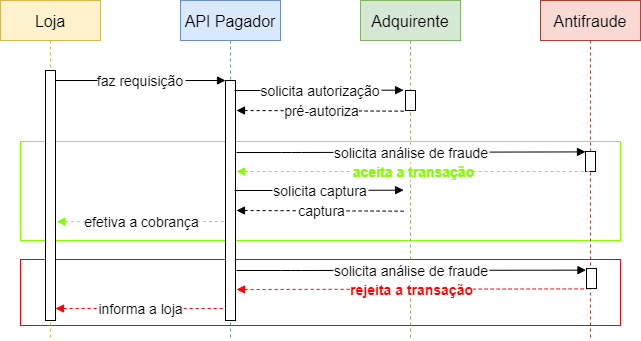 Loja
API Pagador
Adquirente
Antifraude
faz requisição
solicita autorização
pré-autoriza
solicita análise de fraude
aceita a transação
solicita captura
captura
efetiva a cobrança
solicita análise de fraude
rejeita a transação
informa a loja